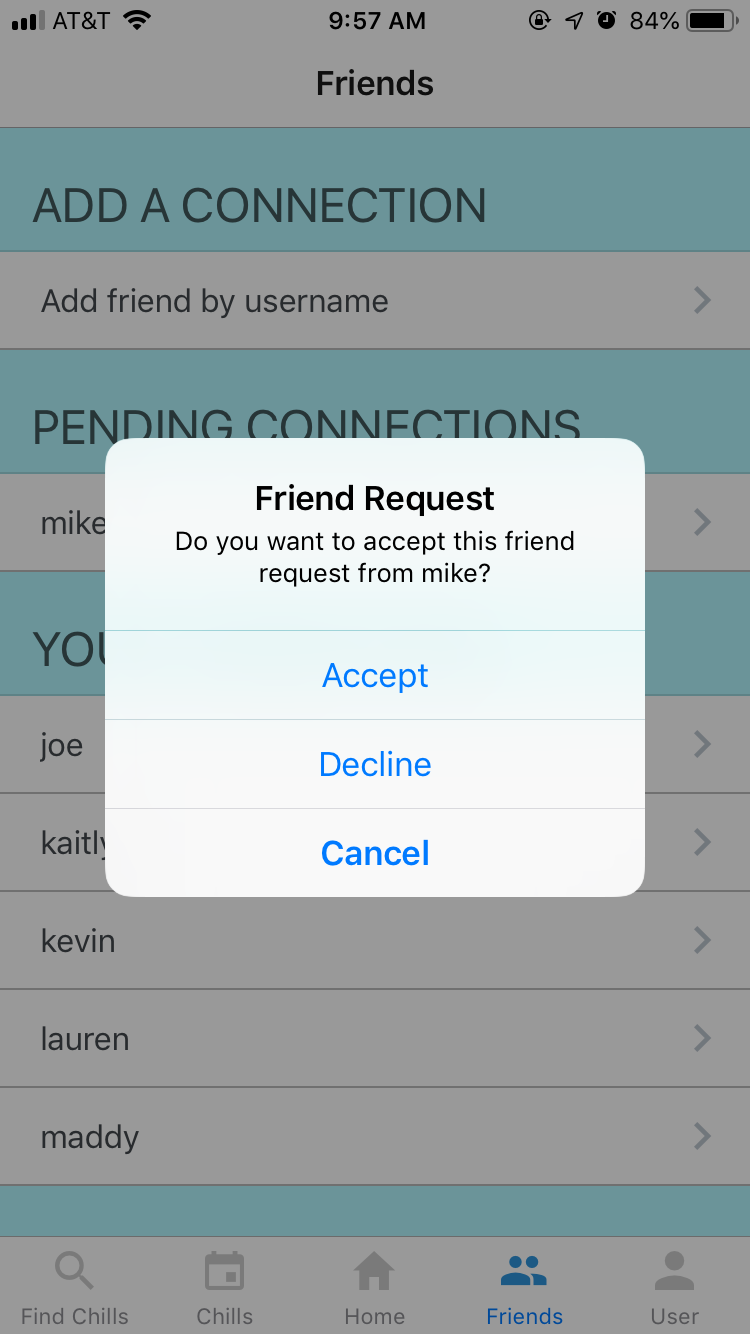 AT&T 9:57 AM 84%
Friends
ADD A CONNECTION
Add friend by username
PENDING CONNECTIONS
mike
Friend Request
Do you want to accept this friend
request from mike?
YOU
Accept
joe
Decline
kaitly
Cancel
kevin
lauren
maddy
Find Chills Chills Home Friends User